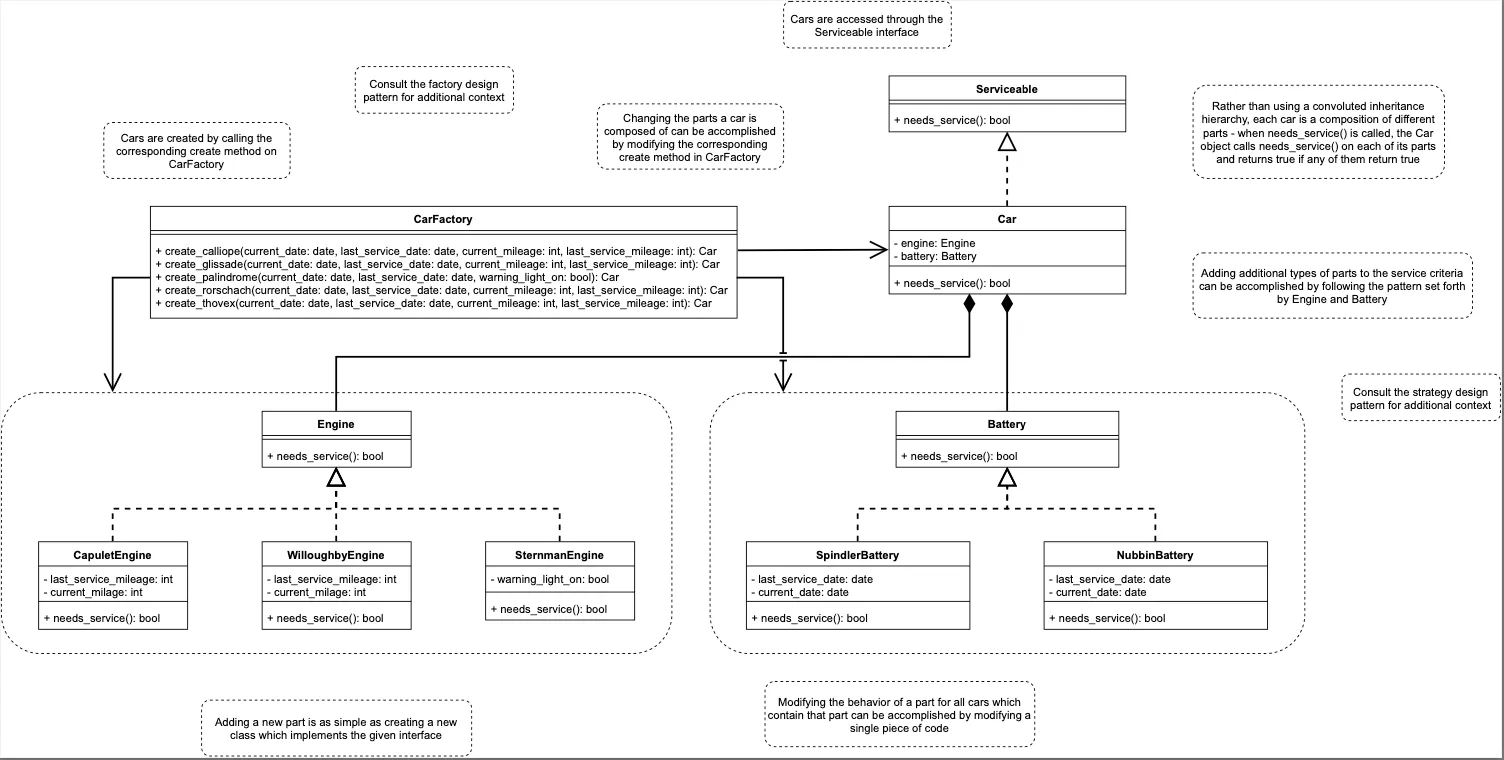 Cars are accessed through the
Serviceable interface
Consult the factory design
pattern for additional context
Serviceable
+ needs_service(): bool
Rather than using a convoluted inheritance
hierarchy, each car is a composition of different
parts - when needs_service() is called, the Car
object calls needs_service() on each of its parts
and returns true if any of them return true
Changing the parts a car is
composed of can be accomplished
by modifying the corresponding
create method in CarFactory
Cars are created by calling the
corresponding create method on
CarFactory
CarFactory
+ create_calliope(current_date: date, last_service_date: date, current_mileage: int, last_service_mileage: int): Car
+ create_glissade(current_date: date, last_service_date: date, current_mileage: int, last_service_mileage: int): Car
+ create_palindrome(current_date: date, last_service_date: date, warning_light_on: bool): Car
+ create_rorschach(current_date: date, last_service_date: date, current_mileage: int, last_service_mileage: int): Car
+ create_thovex(current_date: date, last_service_date: date, current_mileage: int, last_service_mileage: int): Car
Car
- engine: Engine
- battery: Battery
+ needs_service(): bool
Adding additional types of parts to the service criteria
can be accomplished by following the pattern set forth
by Engine and Battery
Consult the strategy design
pattern for additional context
Engine
+ needs_service(): bool
Battery
+ needs_service(): bool
CapuletEngine
- last_service_mileage: int
- current_milage: int
+ needs_service(): bool
WilloughbyEngine
- last_service_mileage: int
- current_milage: int
+ needs_service(): bool
SternmanEngine
- warning_light_on: bool
+ needs_service(): bool
SpindlerBattery
- last_service_date: date
- current_date: date
+ needs_service(): bool
NubbinBattery
- last_service_date: date
- current_date: date
+ needs_service(): bool
Adding a new part is as simple as creating a new
class which implements the given interface
Modifying the behavior of a part for all cars which
contain that part can be accomplished by modifying a
single piece of code